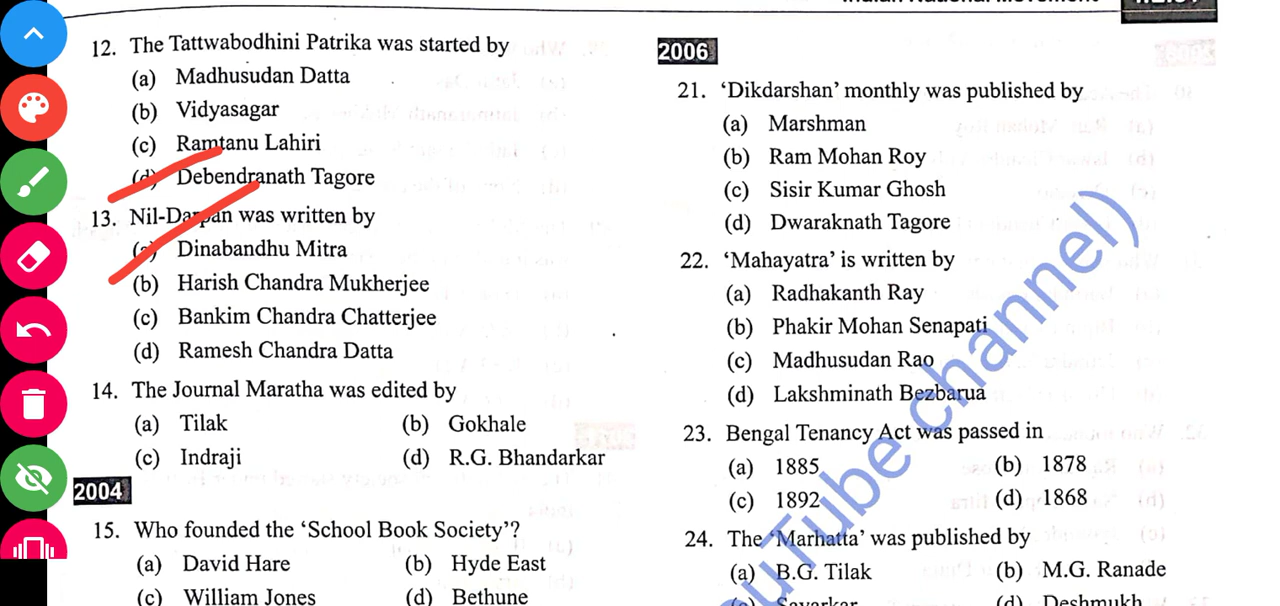 12. The Tattwabodhini Patrika was started by
(a) Madhusudan Datta
(b) Vidyasagar
(c) Ramtanu Lahiri
(d) Debendranath Tagore
13. Nil-Darpan was written by
(a) Dinabandhu Mitra
(b) Harish Chandra Mukherjee
(c) Bankim Chandra Chatterjee
(d) Ramesh Chandra Datta
14. The Journal Maratha was edited by
(a) Tilak (b) Gokhale
(c) Indraji (d) R.G. Bhandarkar
2004
15. Who founded the ‘School Book Society’?
(a) David Hare (b) Hyde East
(c) William Jones (d) Bethune
2006
21. ‘Dikdarshan’ monthly was published by
(a) Marshman
(b) Ram Mohan Roy
(c) Sisir Kumar Ghosh
(d) Dwaraknath Tagore
22. ‘Mahayatra’ is written by
(a) Radhakanth Ray
(b) Phakir Mohan Senapati
(c) Madhusudan Rao
(d) Lakshminath Bezbarua
23. Bengal Tenancy Act was passed in
(a) 1885 (b) 1878
(c) 1892 (d) 1868
24. The ‘Marhatta’ was published by
(a) B.G. Tilak (b) M.G. Ranade
(c) Savarkar (d) Deshmukh
uTube channel)